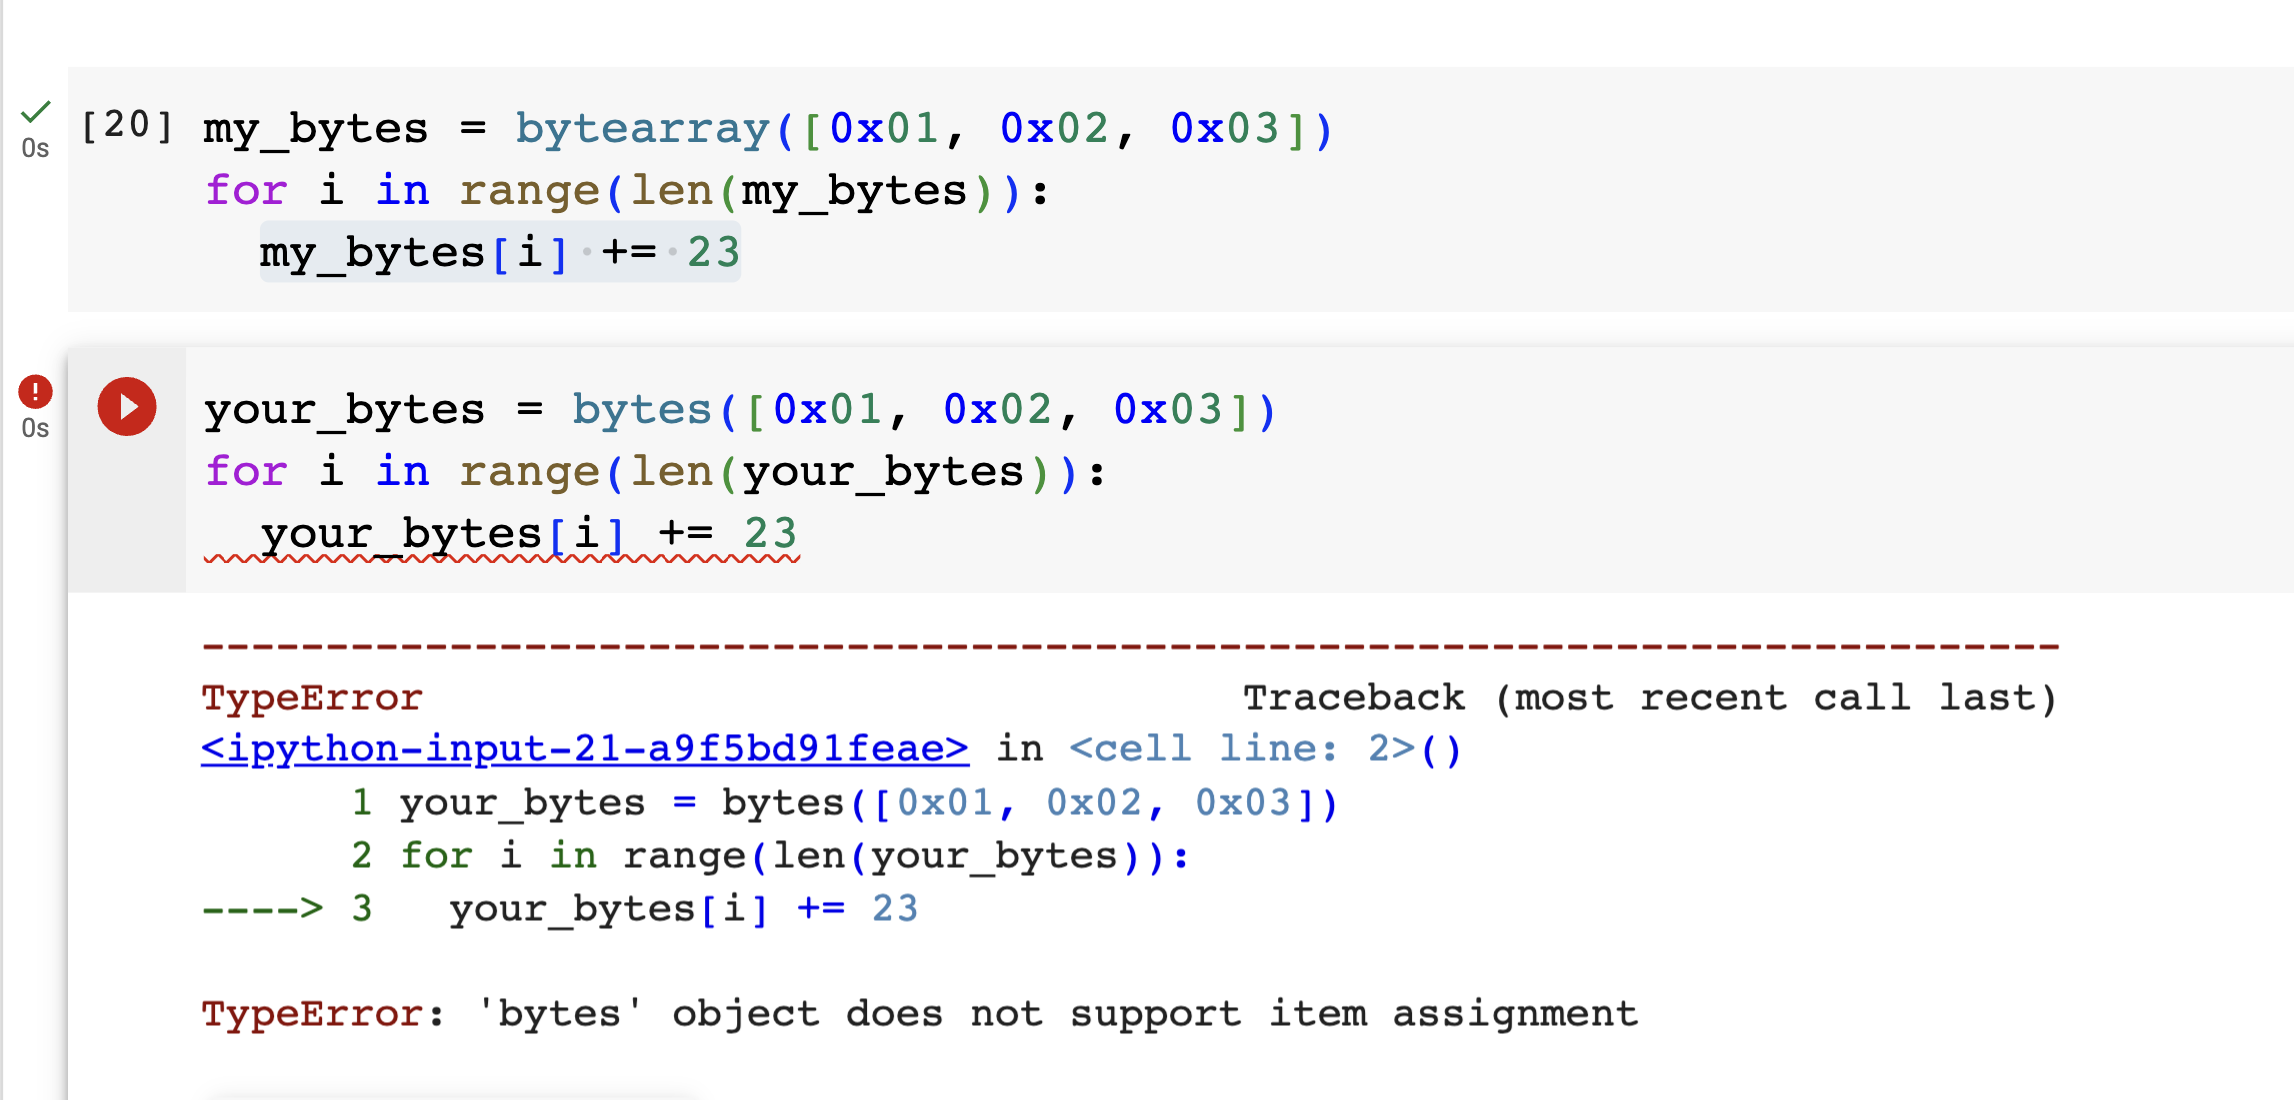 [20] my_bytes = bytearray([0x01, 0x02, 0x03])
0s
for i in range(len(my_bytes)):
  my_bytes[i] += 23
your_bytes = bytes([0x01, 0x02, 0x03])
0s
for i in range(len(your_bytes)):
  your_bytes[i] += 23
---------------------------------------------------------------------------
TypeError                                 Traceback (most recent call last)
<ipython-input-21-a9f5bd91feae> in <cell line: 2>()
      1 your_bytes = bytes([0x01, 0x02, 0x03])
      2 for i in range(len(your_bytes)):
----> 3   your_bytes[i] += 23
TypeError: 'bytes' object does not support item assignment